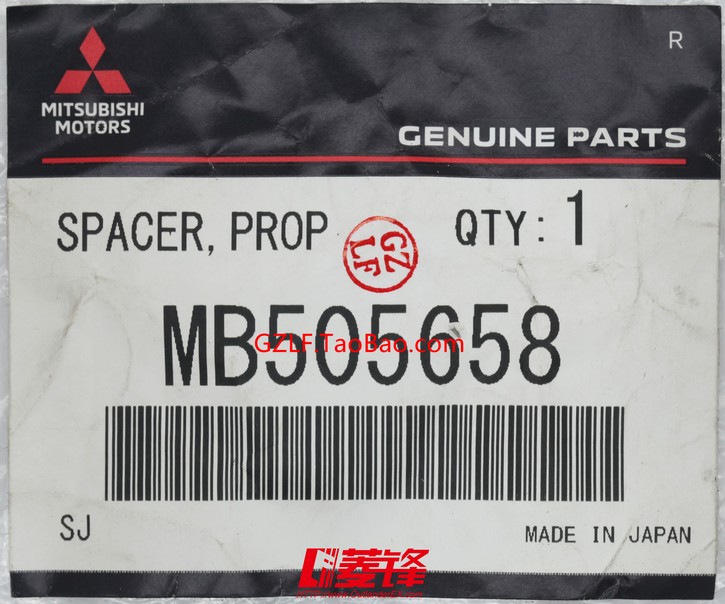 R
MITSUBISHI
MOTORS
GENUINE PARTS
SPACER, PROP
QTY: 1
GZ
LF
MB505658
GZLF.TaoBao.com
SJ
MADE IN JAPAN
菱锋